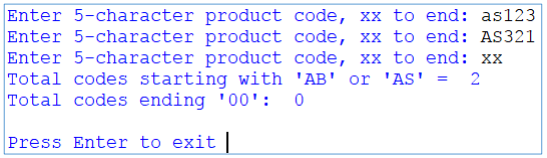 Enter 5-character product code, xx to end: as123
Enter 5-character product code, xx to end: AS321
Enter 5-character product code, xx to end: xx
Total codes starting with 'AB' or 'AS' =  2
Total codes ending '00':  0
Press Enter to exit